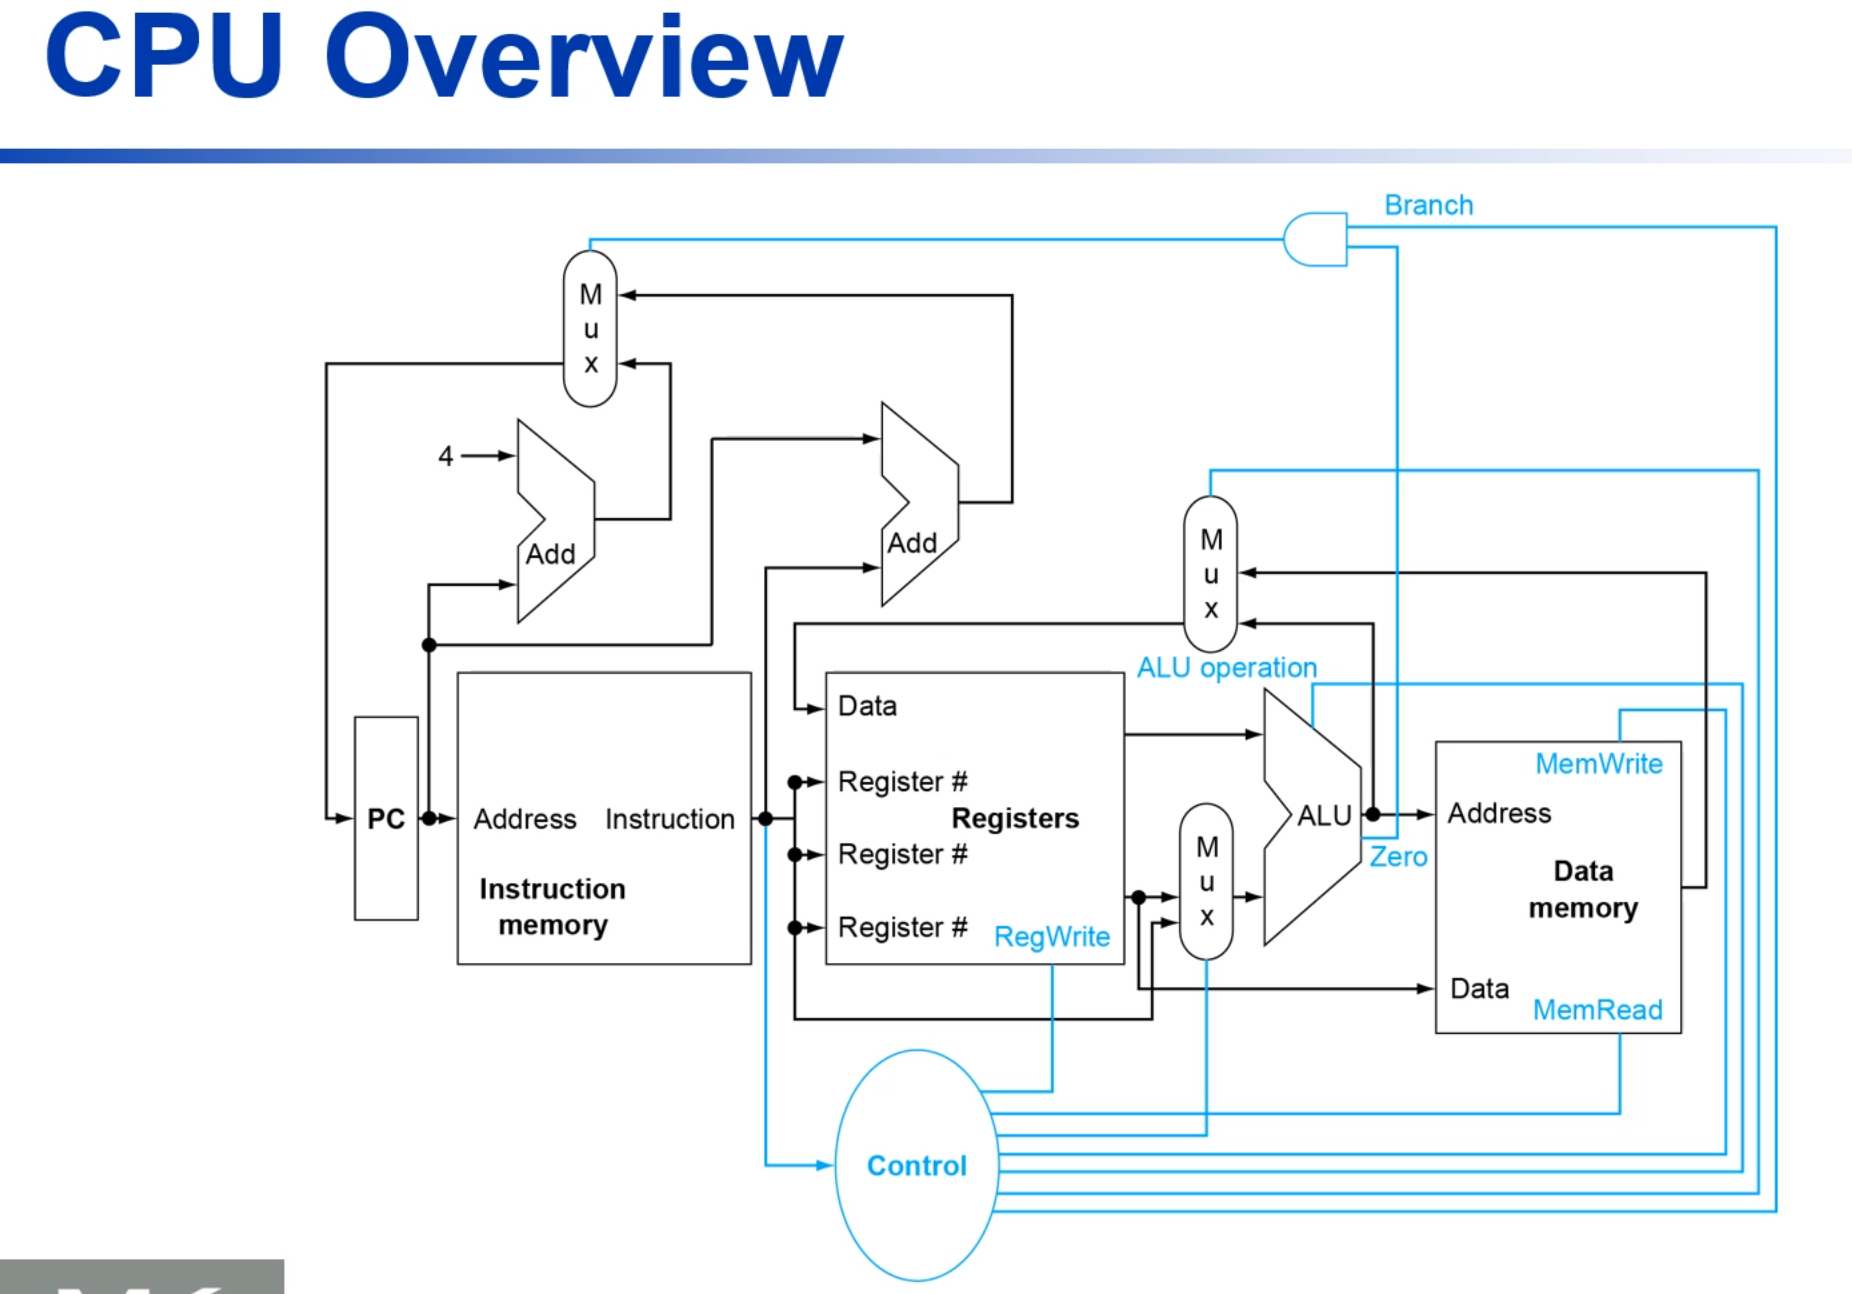 CPU Overview
Branch
M
u
x
4
Add
Add
M
u
x
ALU operation
Data
Register #
Registers
Register #
Register #
RegWrite
PC
Address Instruction
Instruction
memory
M
u
x
ALU
Zero
MemWrite
Address
Data
memory
Data
MemRead
Control